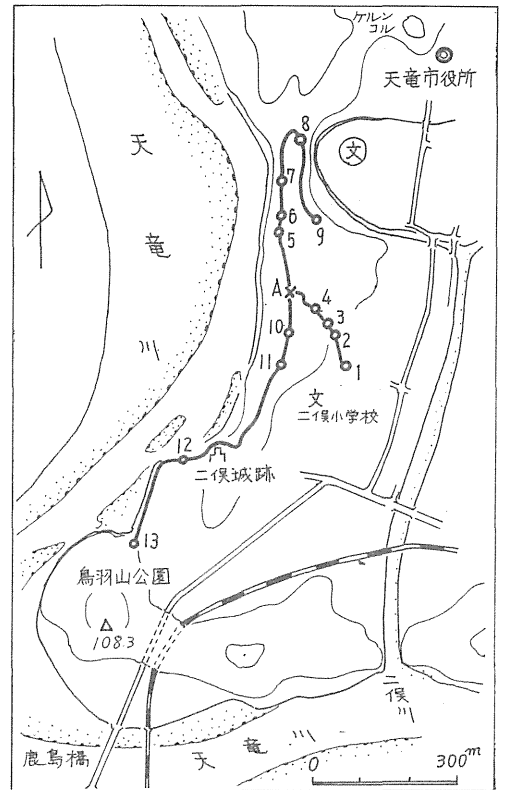 ケルン
コル
天竜市役所
天
竜
川
文
8
7
6
5
9
A
4
3
2
1
10
11
文
二俣小学校
12
二俣城跡
13
鳥羽山公園
108.3
二
俣
川
鹿島橋
天竜川
0 300m